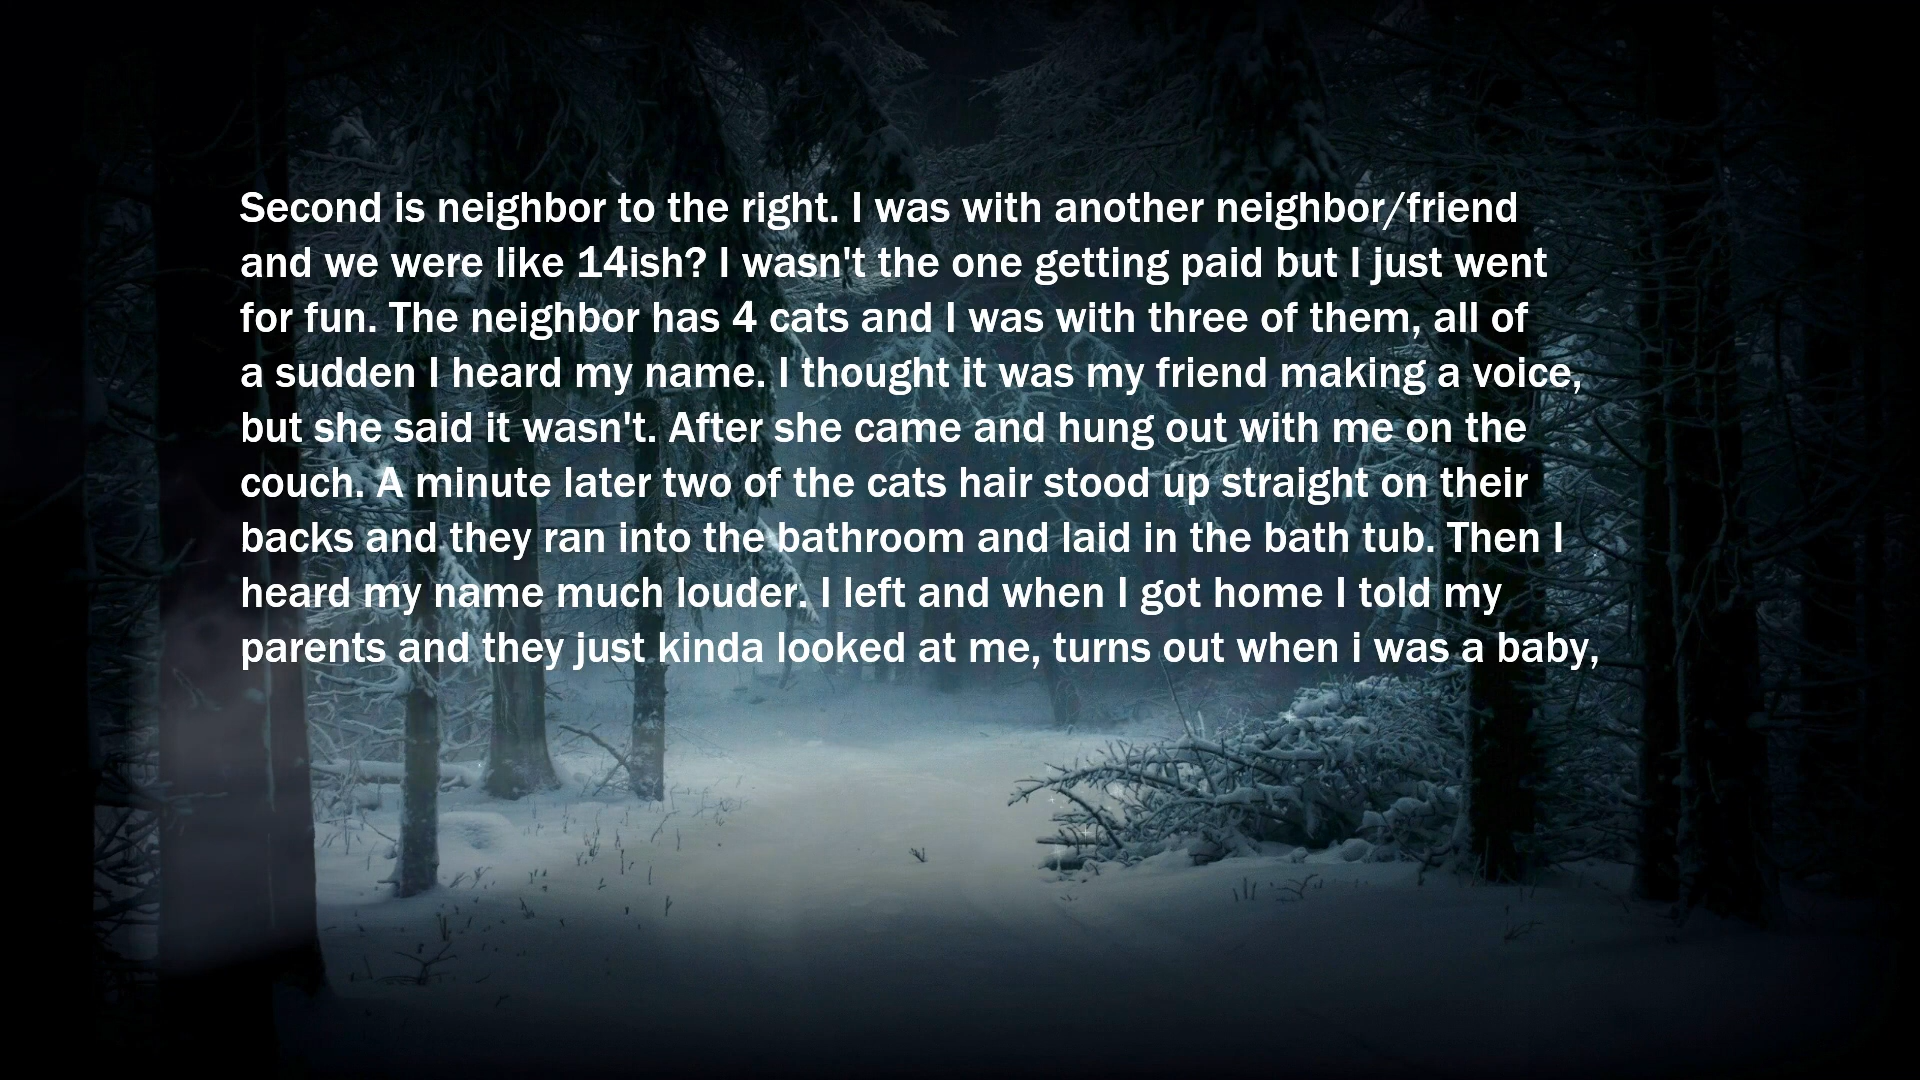 Second is neighbor to the right. I was with another neighbor/friend
and we were like 14ish? I wasn't the one getting paid but I just went
for fun. The neighbor has 4 cats and I was with three of them, all of
a sudden I heard my name. I thought it was my friend making a voice,
but she said it wasn't. After she came and hung out with me on the
couch. A minute later two of the cats hair stood up straight on their
backs and they ran into the bathroom and laid in the bath tub. Then I
heard my name much louder. I left and when I got home I told my
parents and they just kinda looked at me, turns out when i was a baby,